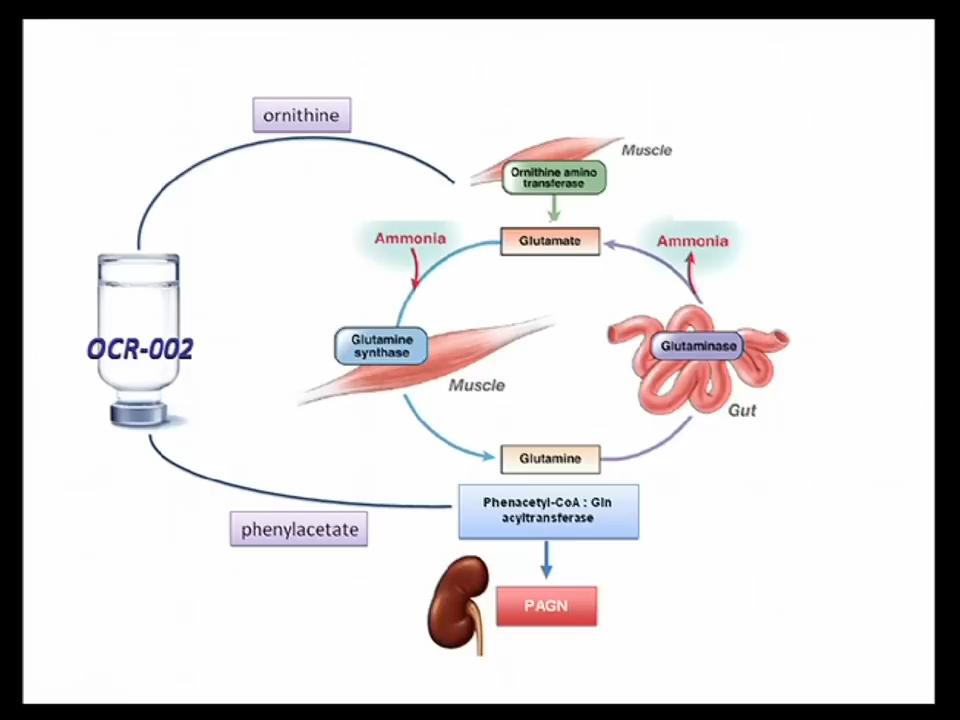 ornithine
Muscle
Ornithine amino
transferase
Ammonia
Glutamate
Ammonia
OCR-002
Glutamine
synthase
Glutaminase
Muscle
Gut
Glutamine
Phenacetyl-CoA : Gln
acyltransferase
phenylacetate
PAGN